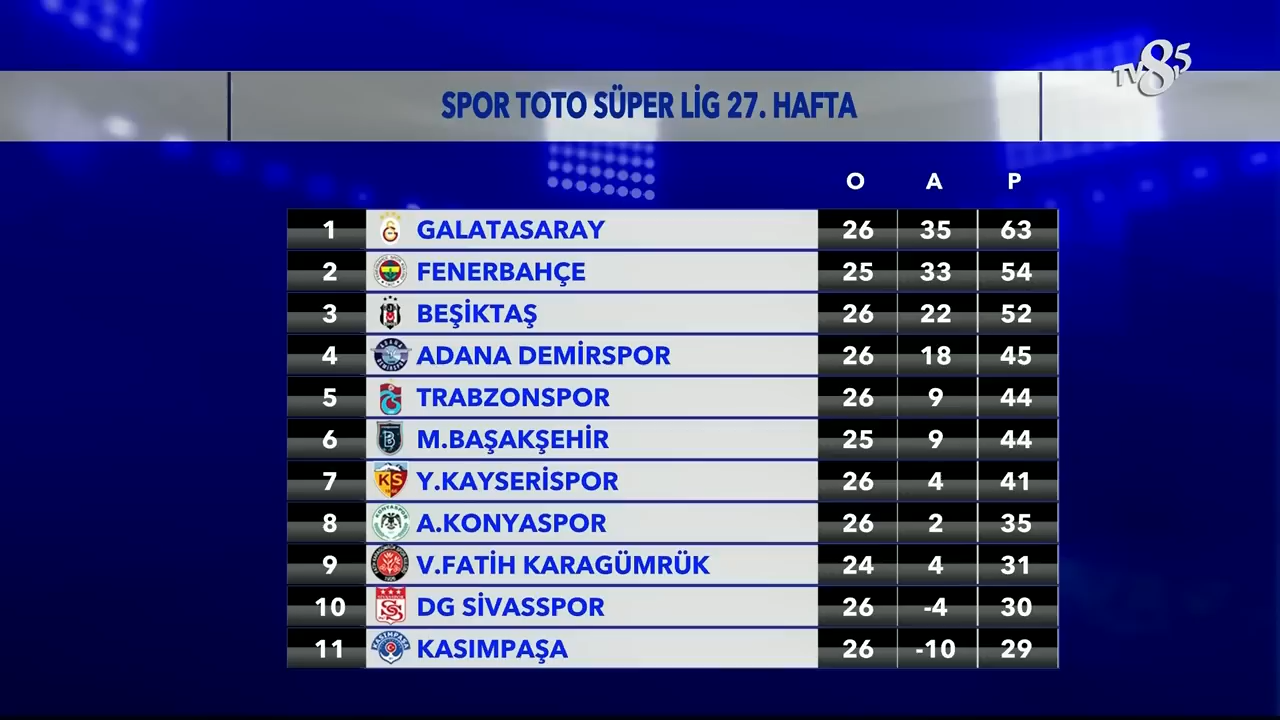 TV8,5
SPOR TOTO SÜPER LİG 27. HAFTA
O A P
1 GALATASARAY 26 35 63
2 FENERBAHÇE 25 33 54
3 BEŞİKTAŞ 26 22 52
4 ADANA DEMİRSPOR 26 18 45
5 TRABZONSPOR 26 9 44
6 M.BAŞAKŞEHİR 25 9 44
7 Y.KAYSERİSPOR 26 4 41
8 A.KONYASPOR 26 2 35
9 V.FATİH KARAGÜMRÜK 24 4 31
10 DG SİVASSPOR 26 -4 30
11 KASIMPAŞA 26 -10 29